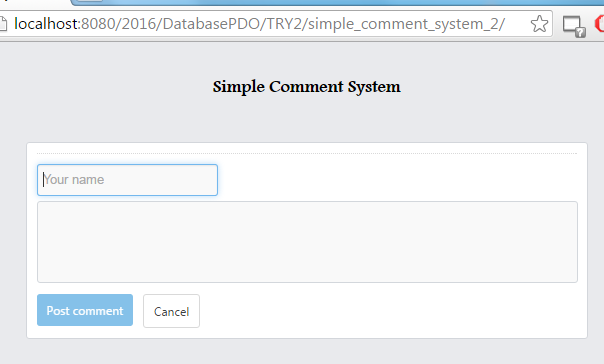 localhost:8080/2016/DatabasePDO/TRY2/simple_comment_system_2/
Simple Comment System
Your name
Post comment Cancel